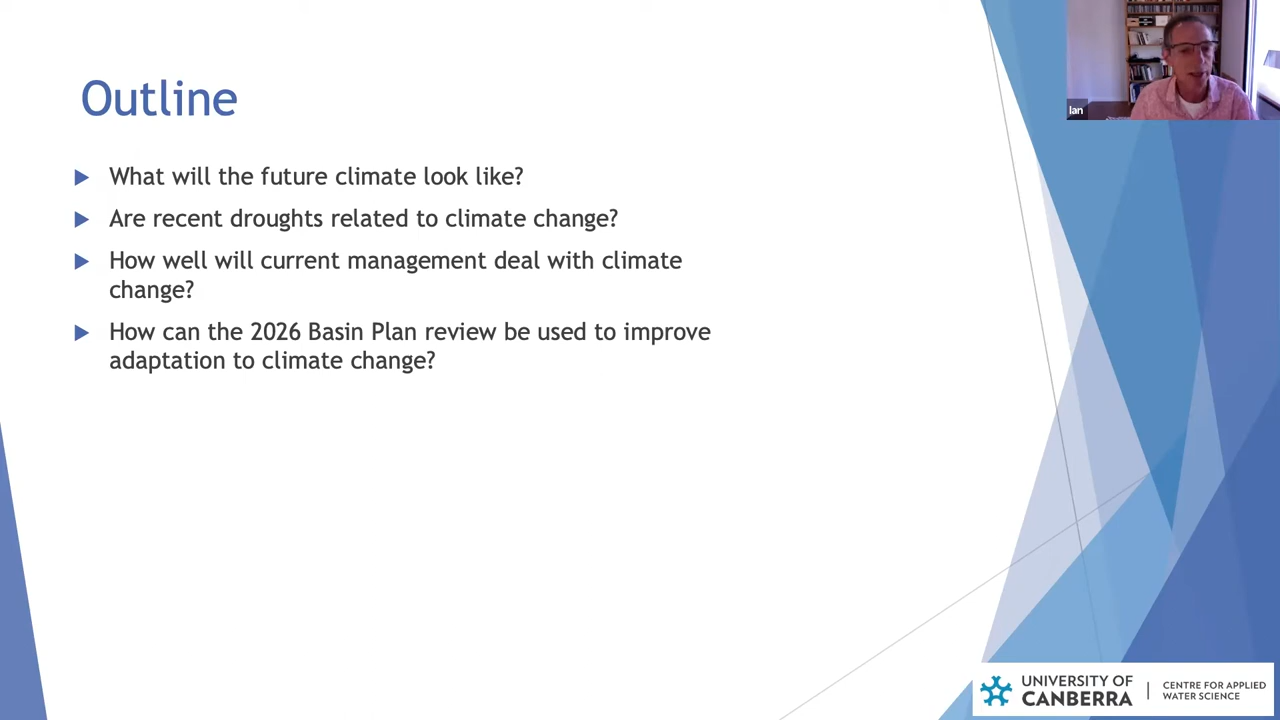 Outline
What will the future climate look like?
Are recent droughts related to climate change?
How well will current management deal with climate
change?
How can the 2026 Basin Plan review be used to improve
adaptation to climate change?
Ian
UNIVERSITY OF
CANBERRA
CENTRE FOR APPLIED
WATER SCIENCE